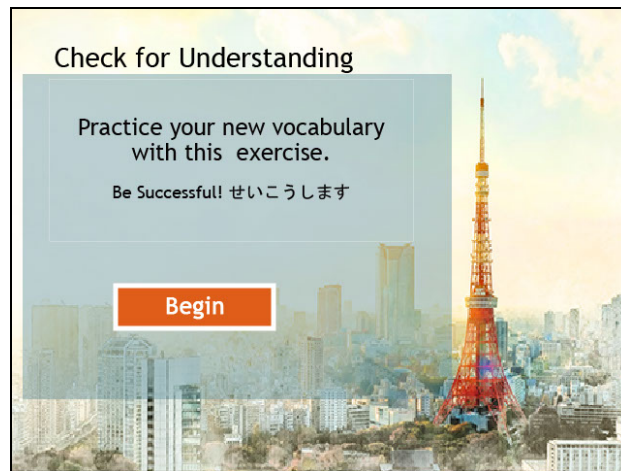 Check for Understanding
Practice your new vocabulary
with this exercise.
Be Successful! せいこうします
Begin